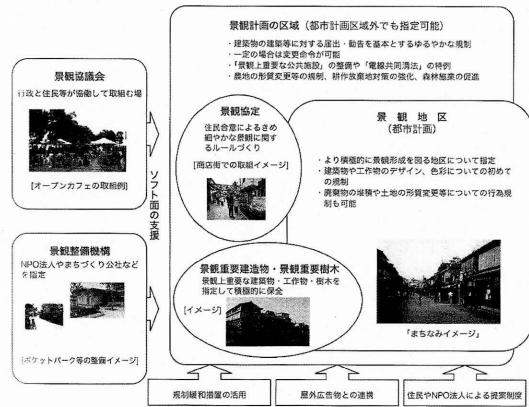 景観計画の区域（都市計画区域外でも指定可能）
・建築物の建築等に対する届出・勧告を基本とするゆるやかな規制
・一定の場合は変更命令が可能
・「景観上重要な公共施設」の整備や「電線共同溝法」の特例
・農地の形質変更等の規制、耕作放棄地対策の強化、森林施業の促進
景観協議会
行政と住民等が協働して取組む場
[オープンカフェの取組例]
景観整備機構
NPO法人やまちづくり公社など
を指定
[ポケットパーク等の整備イメージ]
ソフト面の支援
景観協定
住民合意によるきめ
細やかな景観に関す
るルールづくり
[商店街での取組イメージ]
景観地区
（都市計画）
・より積極的に景観形成を図る地区について指定
・建築物や工作物のデザイン、色彩についての初めて
の規制
・廃棄物の堆積や土地の形質変更等についての行為規
制も可能
「まちなみイメージ」
景観重要建造物・景観重要樹木
景観上重要な建築物・工作物・樹木を
指定して積極的に保全
[イメージ]
規制緩和措置の活用
屋外広告物との連携
住民やNPO法人による提案制度